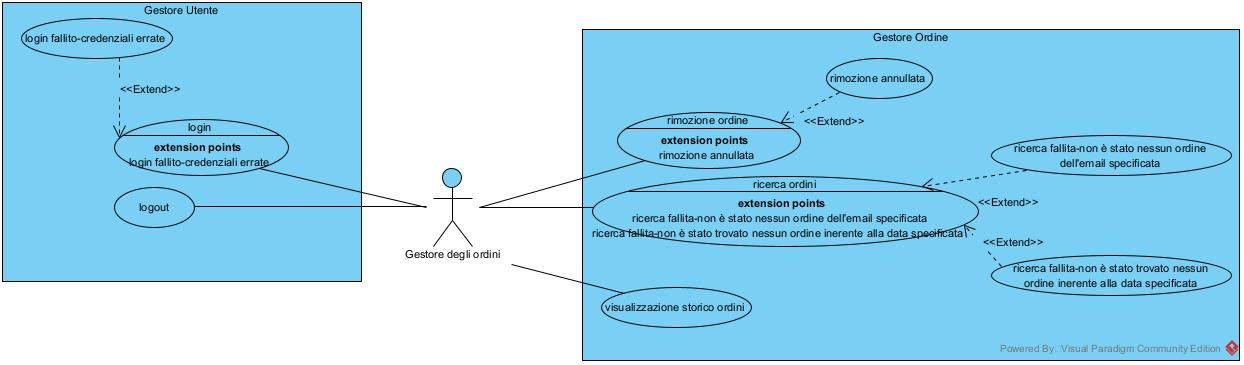 Gestore Utente
login fallito-credenziali errate
<<Extend>>
login
extension points
login fallito-credenziali errate
logout
Gestore degli ordini
Gestore Ordine
rimozione annullata
<<Extend>>
rimozione ordine
extension points
rimozione annullata
ricerca fallita-non è stato nessun ordine
dell'email specificata
ricerca ordini
extension points
ricerca fallita-non è stato nessun ordine dell'email specificata
ricerca fallita-non è stato trovato nessun ordine inerente alla data specificata
<<Extend>>
<<Extend>>
ricerca fallita-non è stato trovato nessun
ordine inerente alla data specificata
visualizzazione storico ordini
Powered By: Visual Paradigm Community Edition